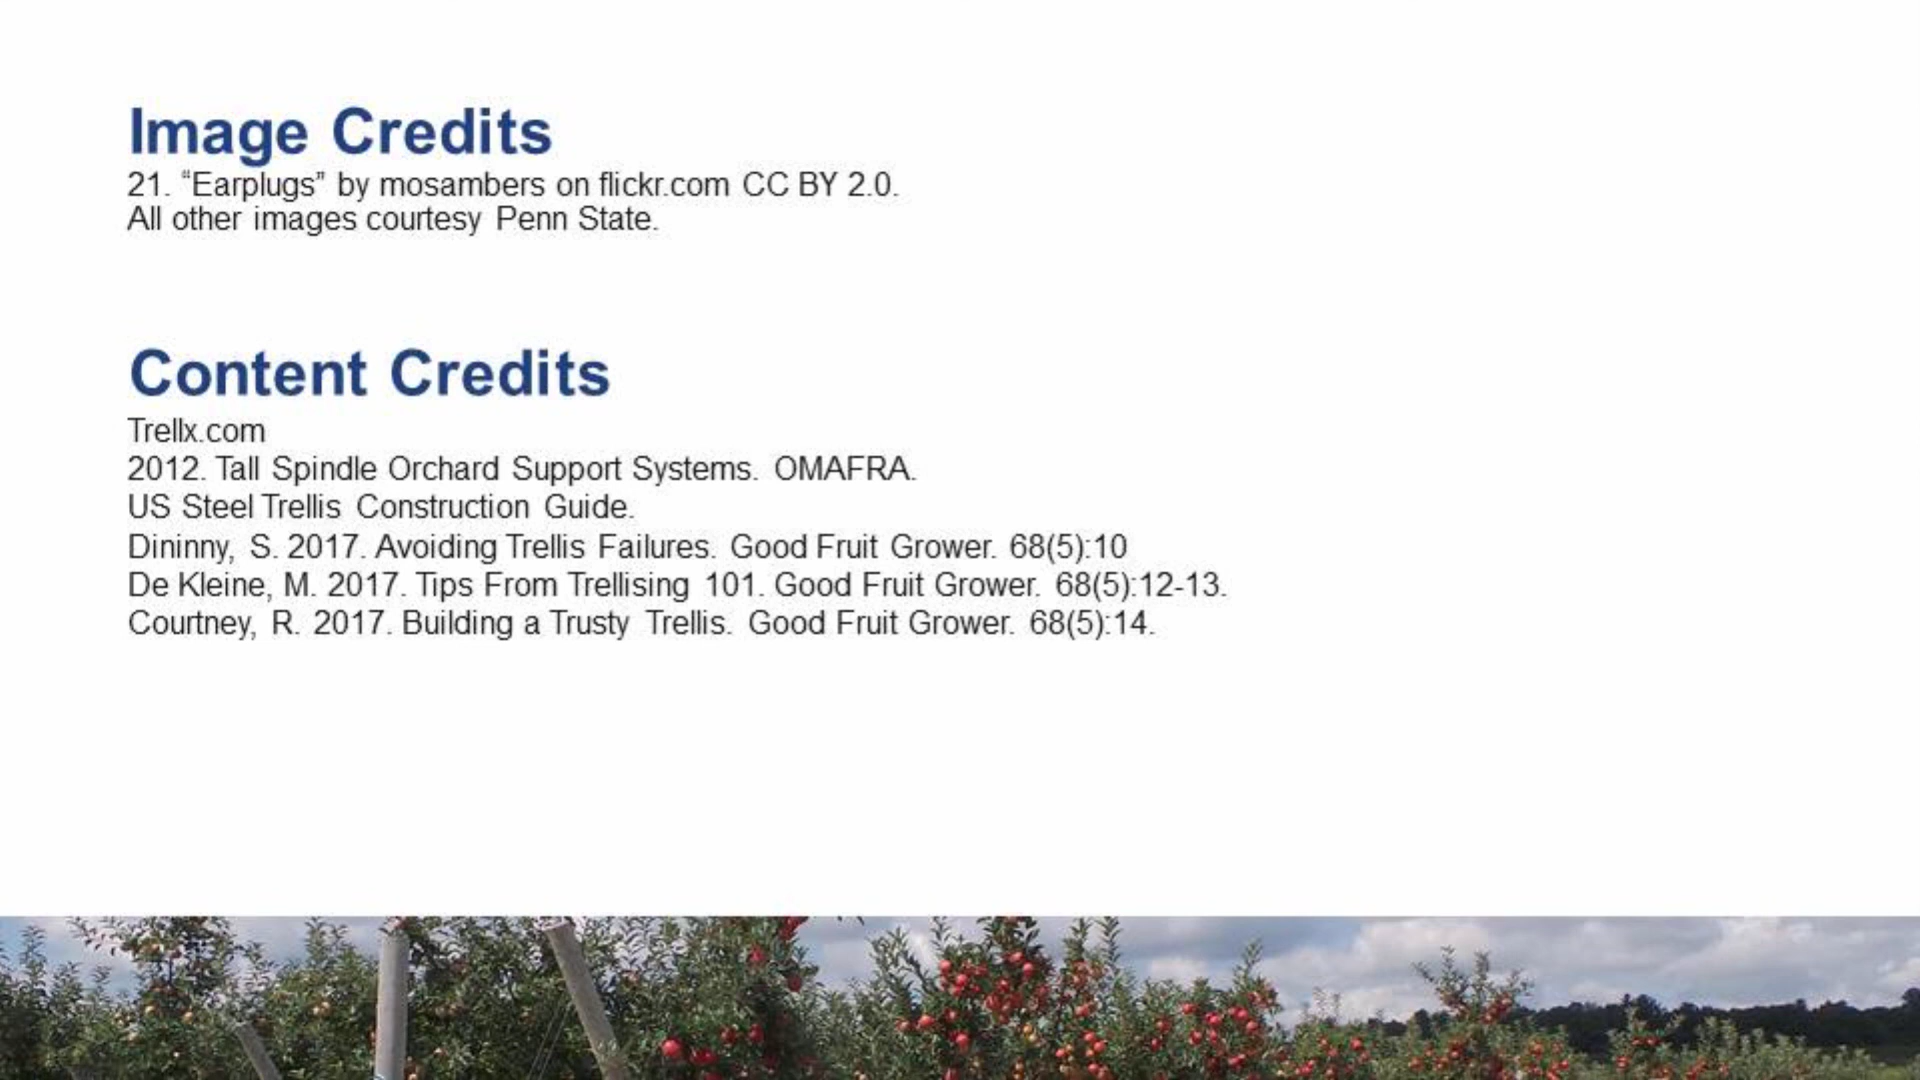 Image Credits
21. “Earplugs” by mosambers on flickr.com CC BY 2.0.
All other images courtesy Penn State.
Content Credits
Trellx.com
2012. Tall Spindle Orchard Support Systems. OMAFRA.
US Steel Trellis Construction Guide.
Dininny, S. 2017. Avoiding Trellis Failures. Good Fruit Grower. 68(5):10
De Kleine, M. 2017. Tips From Trellising 101. Good Fruit Grower. 68(5):12-13.
Courtney, R. 2017. Building a Trusty Trellis. Good Fruit Grower. 68(5):14.